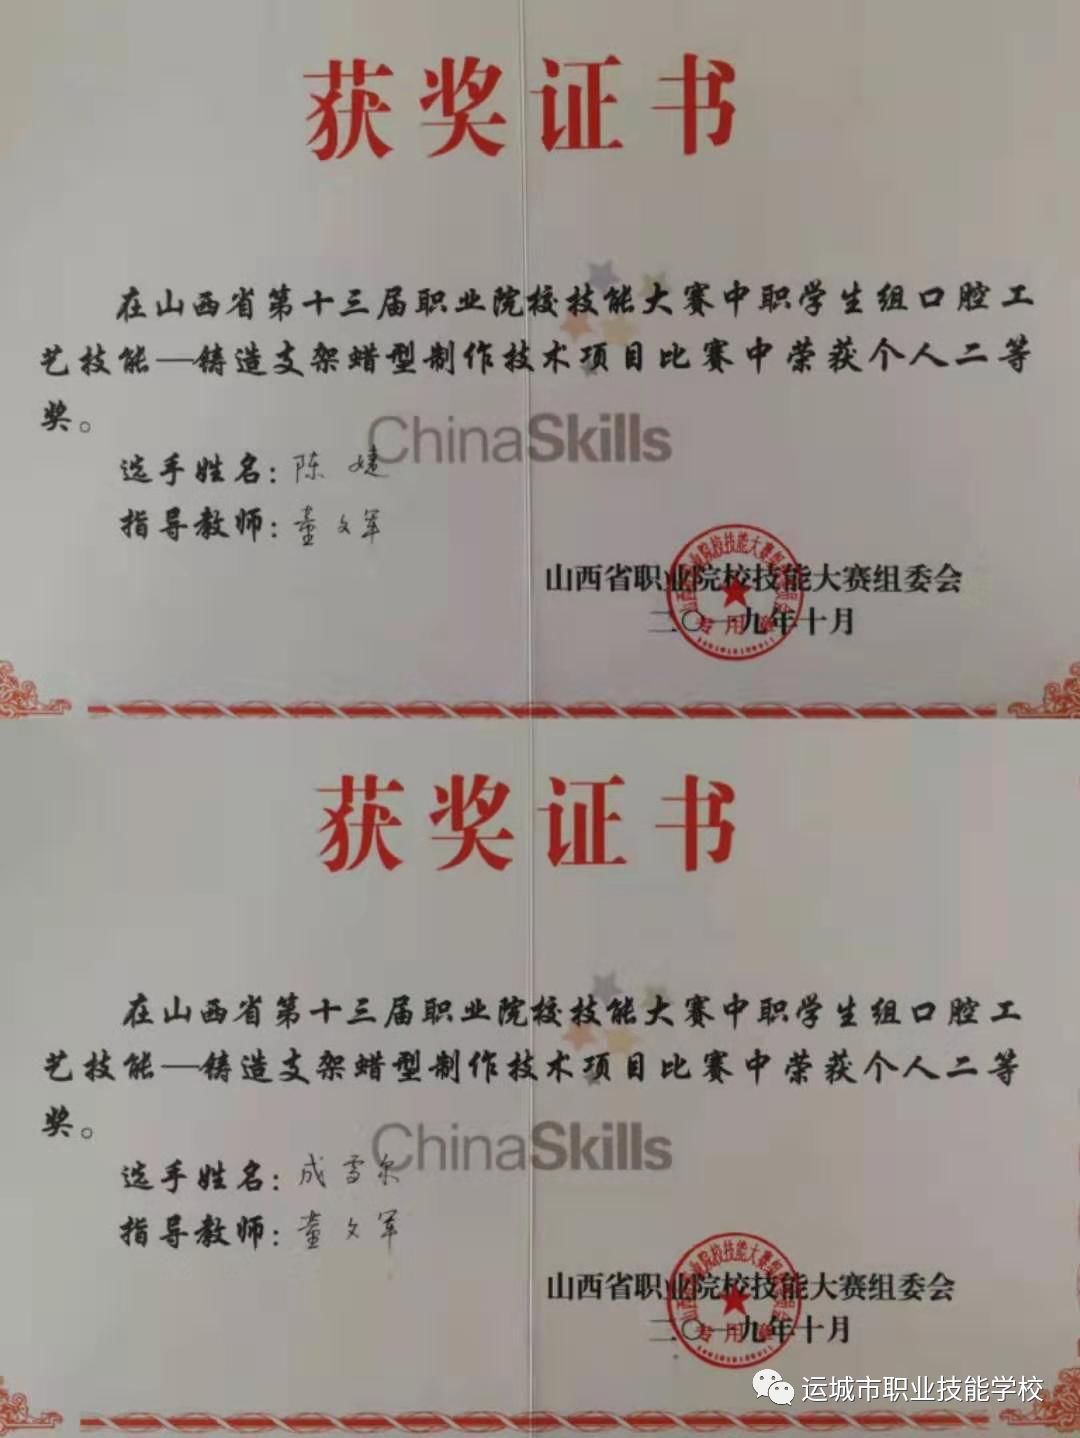 获奖证书
在山西省第十三届职业院校技能大赛中职学生组口腔工
艺技能—铸造支架蜡型制作技术项目比赛中荣获个人二等
奖。
ChinaSkills
选手姓名：陈婕
指导教师：董文军
山西省职业院校技能大赛组委会
二〇一九年十月
专用章
获奖证书
在山西省第十三届职业院校技能大赛中职学生组口腔工
艺技能—铸造支架蜡型制作技术项目比赛中荣获个人二等
奖。
ChinaSkills
选手姓名：成雪
指导教师：董文军
山西省职业院校技能大赛组委会
二〇一九年十月
专用章
运城市职业技能学校